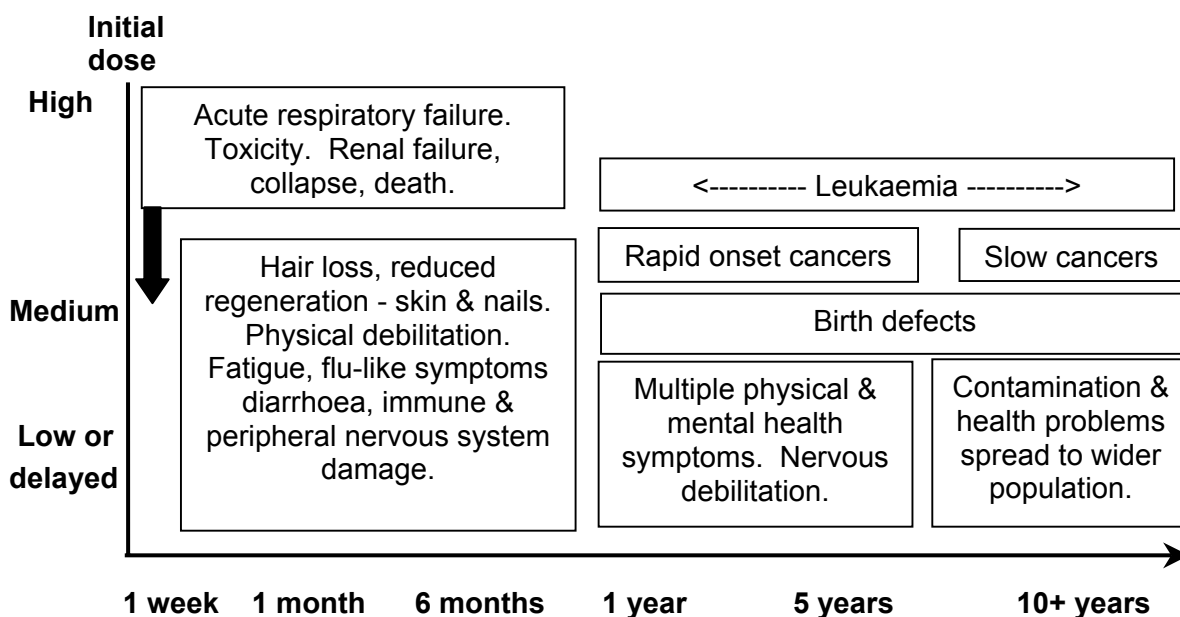 Initial
dose
High
Acute respiratory failure.
Toxicity.  Renal failure,
collapse, death.
<---------- Leukaemia ---------->
Rapid onset cancers
Slow cancers
Hair loss, reduced
regeneration - skin & nails.
Physical debilitation.
Fatigue, flu-like symptoms
diarrhoea, immune &
peripheral nervous system
damage.
Medium
Birth defects
Multiple physical &
mental health
symptoms.  Nervous
debilitation.
Contamination &
health problems
spread to wider
population.
Low or
delayed
1 week 1 month 6 months 1 year 5 years 10+ years